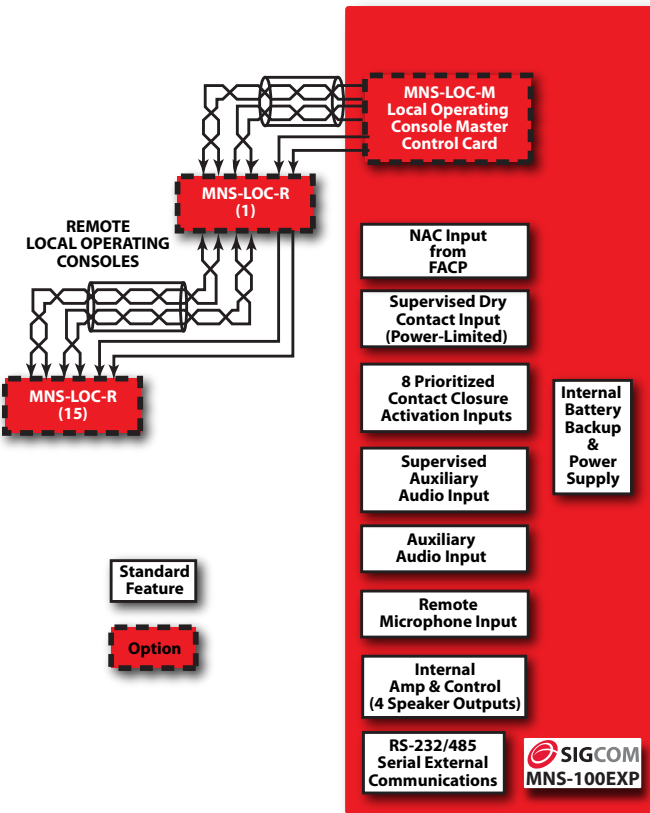 MNS-LOC-M
Local Operating
Console Master
Control Card
MNS-LOC-R
(1)
REMOTE
LOCAL OPERATING
CONSOLES
MNS-LOC-R
(15)
NAC Input
from
FACP
Supervised Dry
Contact Input
(Power-Limited)
8 Prioritized
Contact Closure
Activation Inputs
Internal
Battery
Backup
&
Power
Supply
Supervised
Auxiliary
Audio Input
Auxiliary
Audio Input
Standard
Feature
Remote
Microphone Input
Option
Internal
Amp & Control
(4 Speaker Outputs)
RS-232/485
Serial External
Communications
SIGCOM
MNS-100EXP